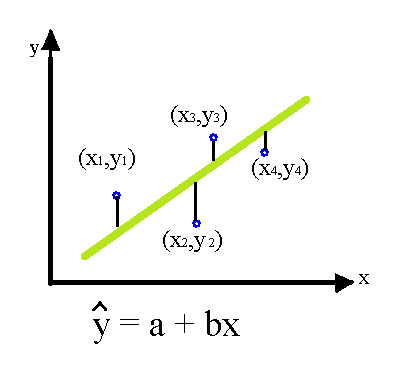 y
(x₃,y₃)
(x₁,y₁)
(x₄,y₄)
(x₂,y₂)
x
ŷ = a + bx